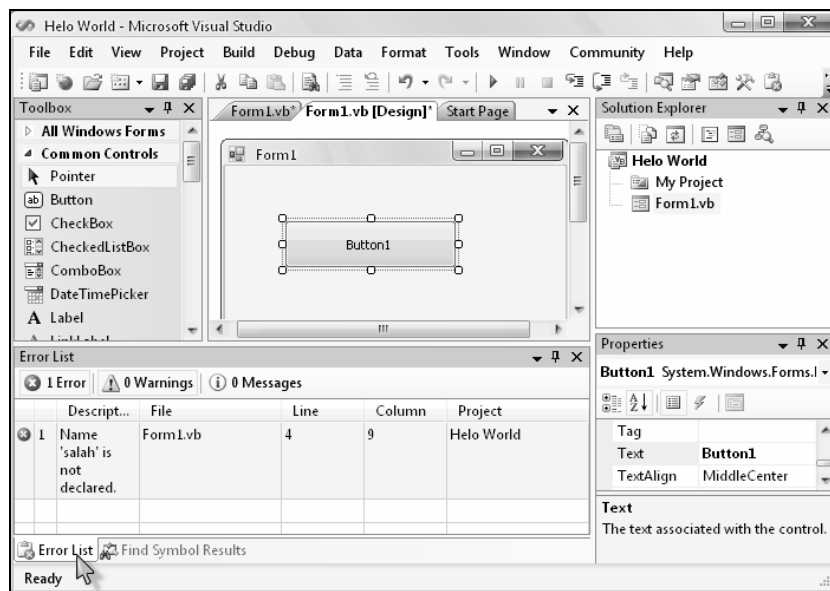 Helo World - Microsoft Visual Studio
File Edit View Project Build Debug Data Format Tools Window Community Help
Toolbox
All Windows Forms
Common Controls
Pointer
Button
CheckBox
CheckedListBox
ComboBox
DateTimePicker
A Label
Form1.vb* Form1.vb [Design]* Start Page
Form1
Button1
Solution Explorer
Helo World
My Project
Form1.vb
Error List
1 Error 0 Warnings 0 Messages
Descript... File Line Column Project
1 Name 'salah' is not declared. Form1.vb 4 9 Helo World
Error List Find Symbol Results
Properties
Button1 System.Windows.Forms.
Tag
Text Button1
TextAlign MiddleCenter
Text
The text associated with the control.
Ready